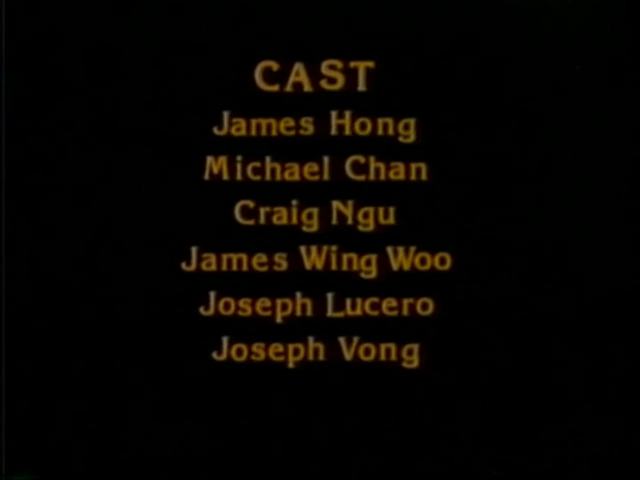 CAST
James Hong
Michael Chan
Craig Ngu
James Wing Woo
Joseph Lucero
Joseph Vong